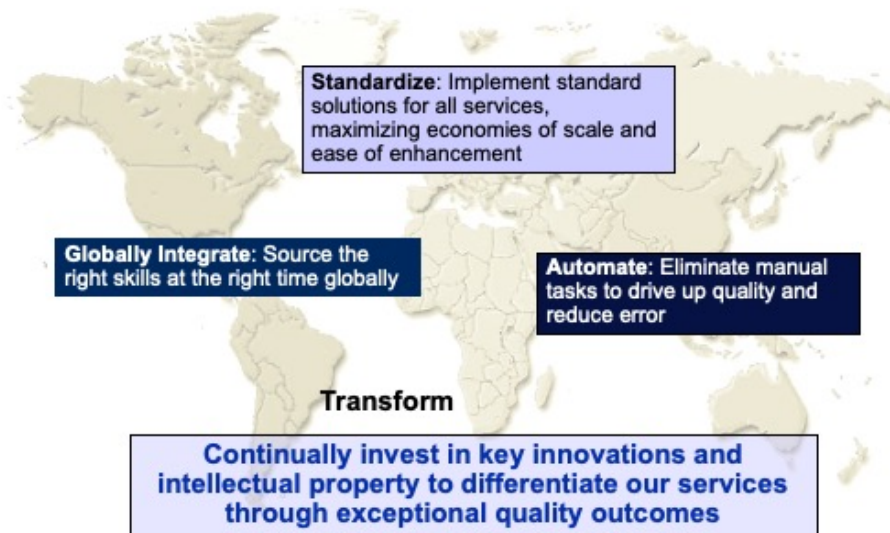 Standardize: Implement standard
solutions for all services,
maximizing economies of scale and
ease of enhancement
Globally Integrate: Source the
right skills at the right time globally
Automate: Eliminate manual
tasks to drive up quality and
reduce error
Transform
Continually invest in key innovations and
intellectual property to differentiate our services
through exceptional quality outcomes